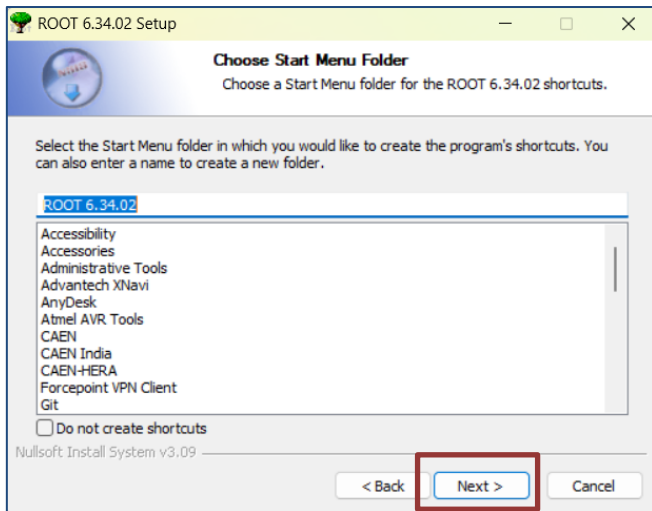 ROOT 6.34.02 Setup
Choose Start Menu Folder
Choose a Start Menu folder for the ROOT 6.34.02 shortcuts.
Select the Start Menu folder in which you would like to create the program's shortcuts. You
can also enter a name to create a new folder.
ROOT 6.34.02
Accessibility
Accessories
Administrative Tools
Advantech XNavi
AnyDesk
Atmel AVR Tools
CAEN
CAEN India
CAEN-HERA
Forcepoint VPN Client
Git
Do not create shortcuts
Nullsoft Install System v3.09
< Back
Next >
Cancel